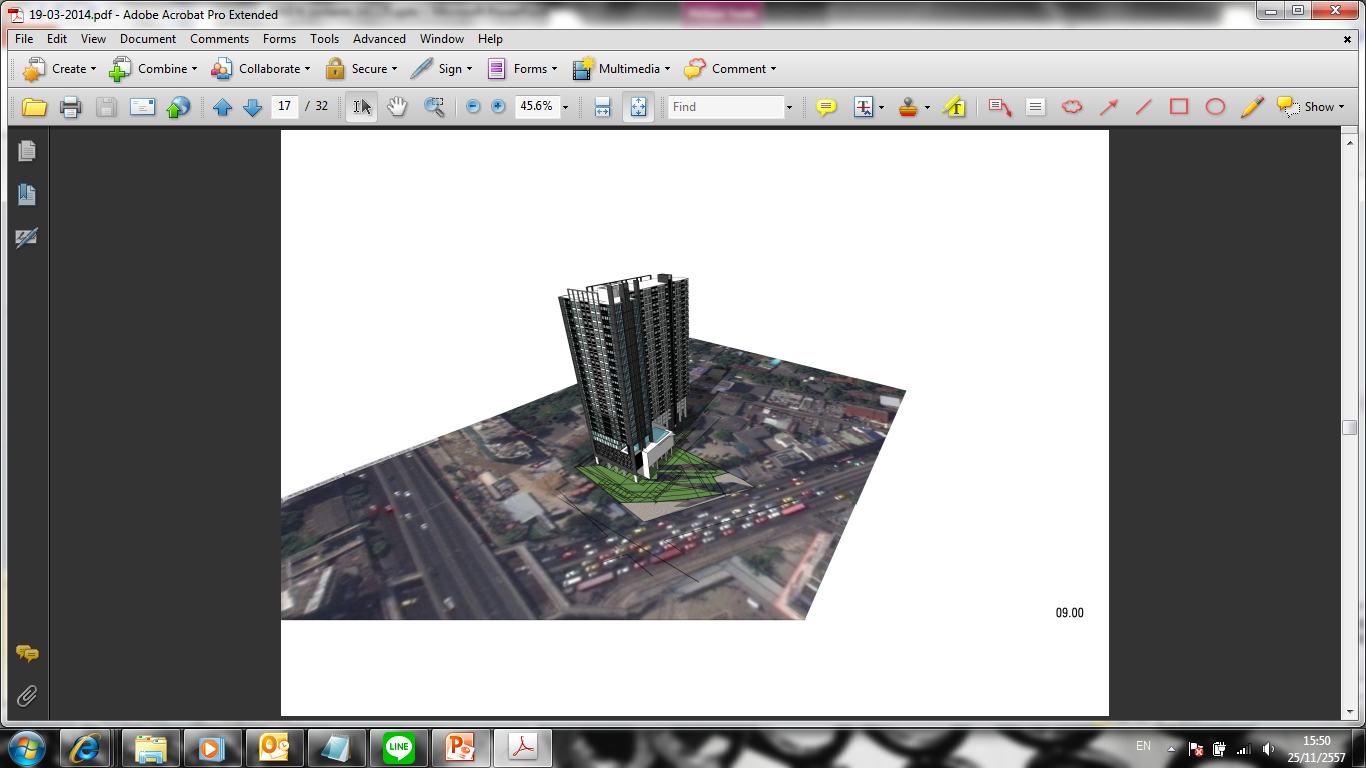 19-03-2014.pdf - Adobe Acrobat Pro Extended
File Edit View Document Comments Forms Tools Advanced Window Help
Create Combine Collaborate Secure Sign Forms Multimedia Comment
17 / 32 45.6% Find Show
09.00
LINE
EN 15:50
25/11/2557